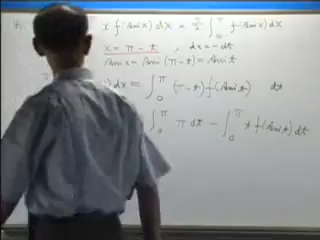 x f(sin x) dx = π/2 ∫₀^π f(sin x) dx
x = π − t , dx = −dt
sin x = sin (π − t) = sin t
) dx = ∫₀^π (π − t) f(sin t) dt
∫₀^π π dt − ∫₀^π t f(sin t) dt